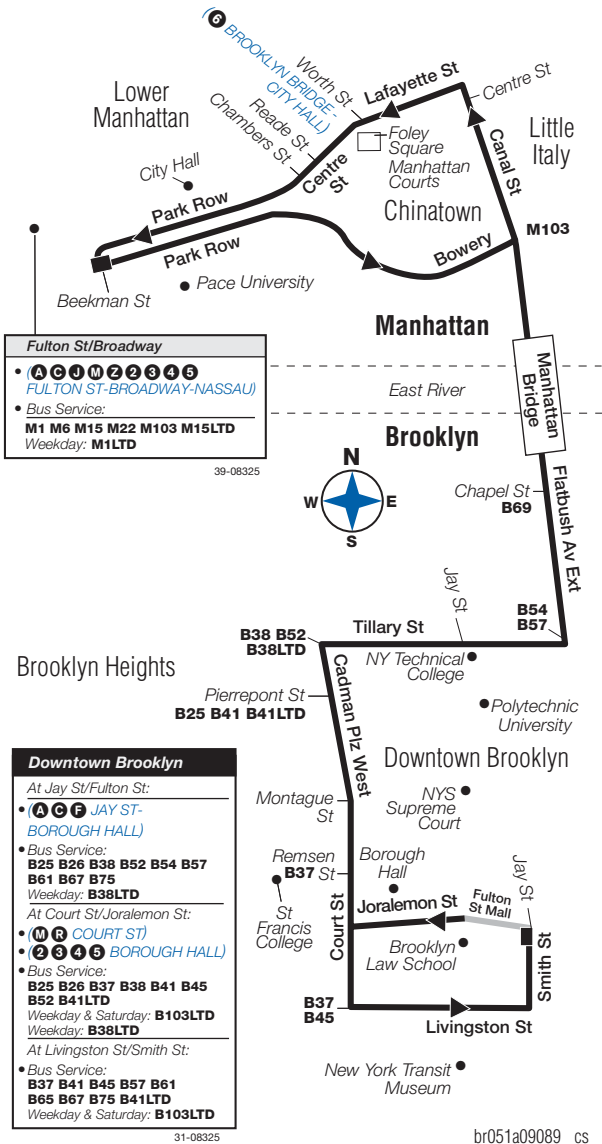 (6 BROOKLYN BRIDGE -
CITY HALL)
Worth St
Lafayette St
Centre St
Lower
Manhattan
Reade St
Chambers St
Foley
Square
Manhattan
Courts
Little
Italy
City Hall
Centre
St
Canal St
Park Row
Chinatown
Park Row
Bowery
M103
Beekman St
Pace University
Manhattan
Fulton St/Broadway
• (A C J M Z 2 3 4 5
FULTON ST-BROADWAY-NASSAU)
• Bus Service:
M1 M6 M15 M22 M103 M15LTD
Weekday: M1LTD
39-08325
Manhattan
Bridge
East River
Brooklyn
N
W E
S
Chapel St
B69
Flatbush Av Ext
Jay St
B54
B57
B38 B52
B38LTD
Tillary St
NY Technical
College
Brooklyn Heights
Pierrepont St
B25 B41 B41LTD
Cadman Plz West
Polytechnic
University
Downtown Brooklyn
Downtown Brooklyn
At Jay St/Fulton St:
• (A C F JAY ST-
BOROUGH HALL)
• Bus Service:
B25 B26 B38 B52 B54 B57
B61 B67 B75
Weekday: B38LTD
At Court St/Joralemon St:
• (M R COURT ST)
• (2 3 4 5 BOROUGH HALL)
• Bus Service:
B25 B26 B37 B38 B41 B45
B52 B41LTD
Weekday & Saturday: B103LTD
Weekday: B38LTD
At Livingston St/Smith St:
• Bus Service:
B37 B41 B45 B57 B61
B65 B67 B75 B41LTD
Weekday & Saturday: B103LTD
31-08325
Montague
St
NYS
Supreme
Court
Remsen
B37 St
Borough
Hall
Jay St
St
Francis
College
Court St
Joralemon St
Fulton
St Mall
Brooklyn
Law School
Smith St
B37
B45
Livingston St
New York Transit
Museum
br051a09089 cs